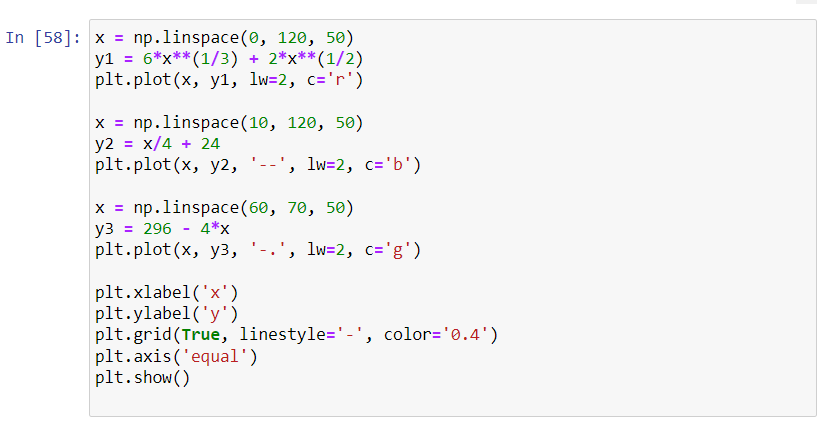 In [58]: x = np.linspace(0, 120, 50)
y1 = 6*x**(1/3) + 2*x**(1/2)
plt.plot(x, y1, lw=2, c='r')
x = np.linspace(10, 120, 50)
y2 = x/4 + 24
plt.plot(x, y2, '--', lw=2, c='b')
x = np.linspace(60, 70, 50)
y3 = 296 - 4*x
plt.plot(x, y3, '-.', lw=2, c='g')
plt.xlabel('x')
plt.ylabel('y')
plt.grid(True, linestyle='-', color='0.4')
plt.axis('equal')
plt.show()